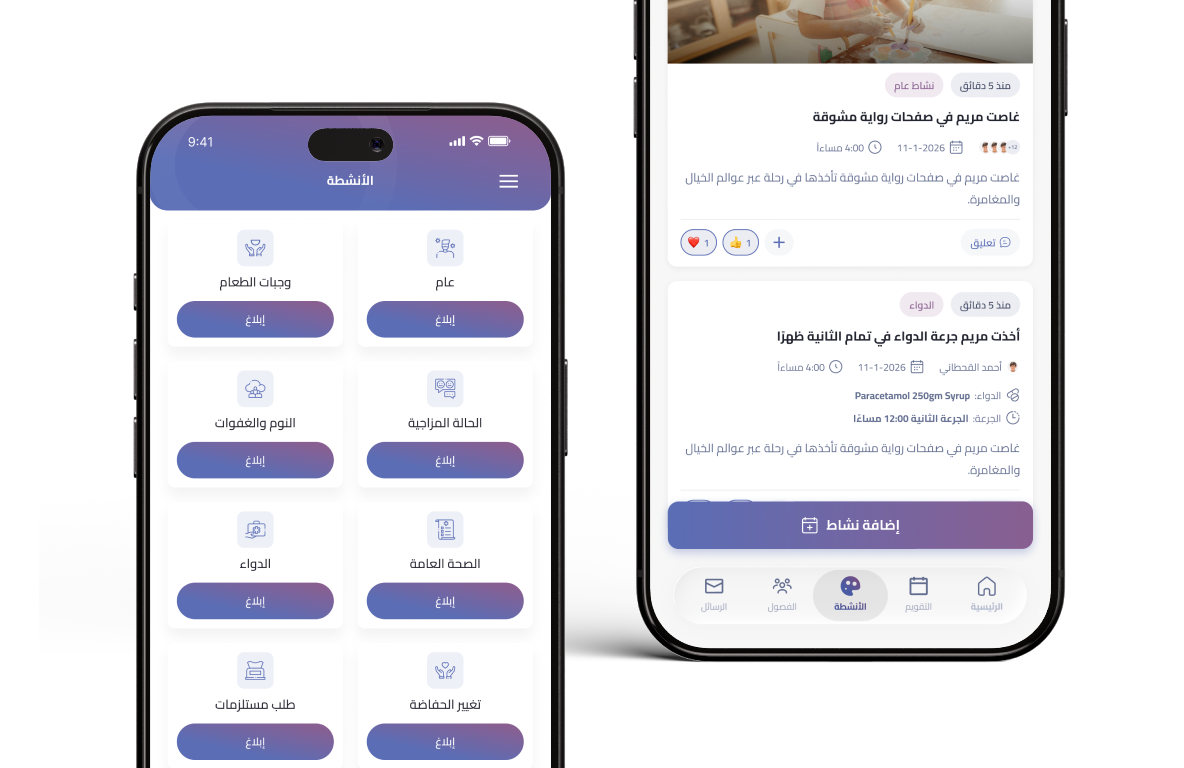 9:41
الأنشطة
عام
إبلاغ
وجبات الطعام
إبلاغ
الحالة المزاجية
إبلاغ
النوم والغفوات
إبلاغ
الصحة العامة
إبلاغ
الدواء
إبلاغ
تغيير الحفاضة
إبلاغ
طلب مستلزمات
إبلاغ
منذ 5 دقائق نشاط عام
غاصت مريم في صفحات رواية مشوقة
+12 11-1-2026 4:00 مساءاً
غاصت مريم في صفحات رواية مشوقة تأخذها في رحلة عبر عوالم الخيال
والمغامرة.
تعليق 1 1
منذ 5 دقائق الدواء
أخذت مريم جرعة الدواء في تمام الثانية ظهرًا
أحمد القحطاني 11-1-2026 4:00 مساءاً
الدواء: Paracetamol 250gm Syrup
الجرعة: الجرعة الثانية 12:00 مساءًا
غاصت مريم في صفحات رواية مشوقة تأخذها في رحلة عبر عوالم الخيال
والمغامرة.
إضافة نشاط
الرئيسية التقويم الأنشطة الفصول الرسائل